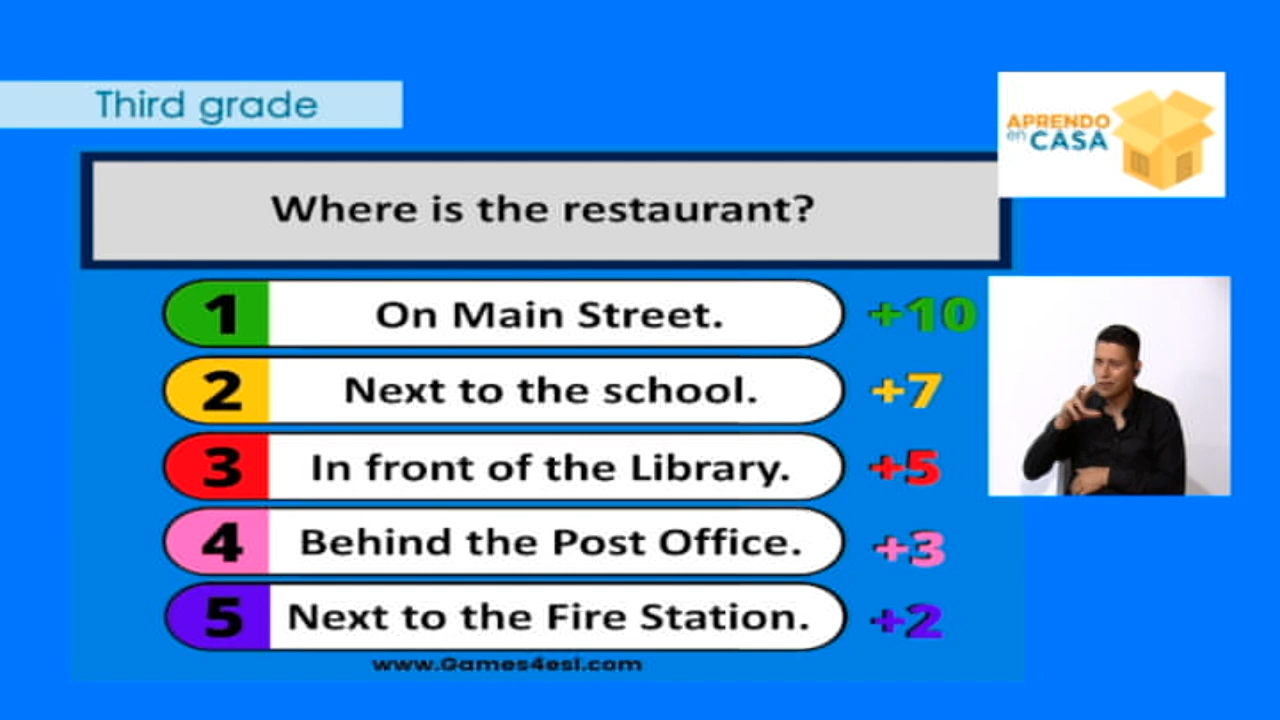 Third grade
APRENDO
en CASA
Where is the restaurant?
1 On Main Street. +10
2 Next to the school. +7
3 In front of the Library. +5
4 Behind the Post Office. +3
5 Next to the Fire Station. +2
www.Games4esl.com